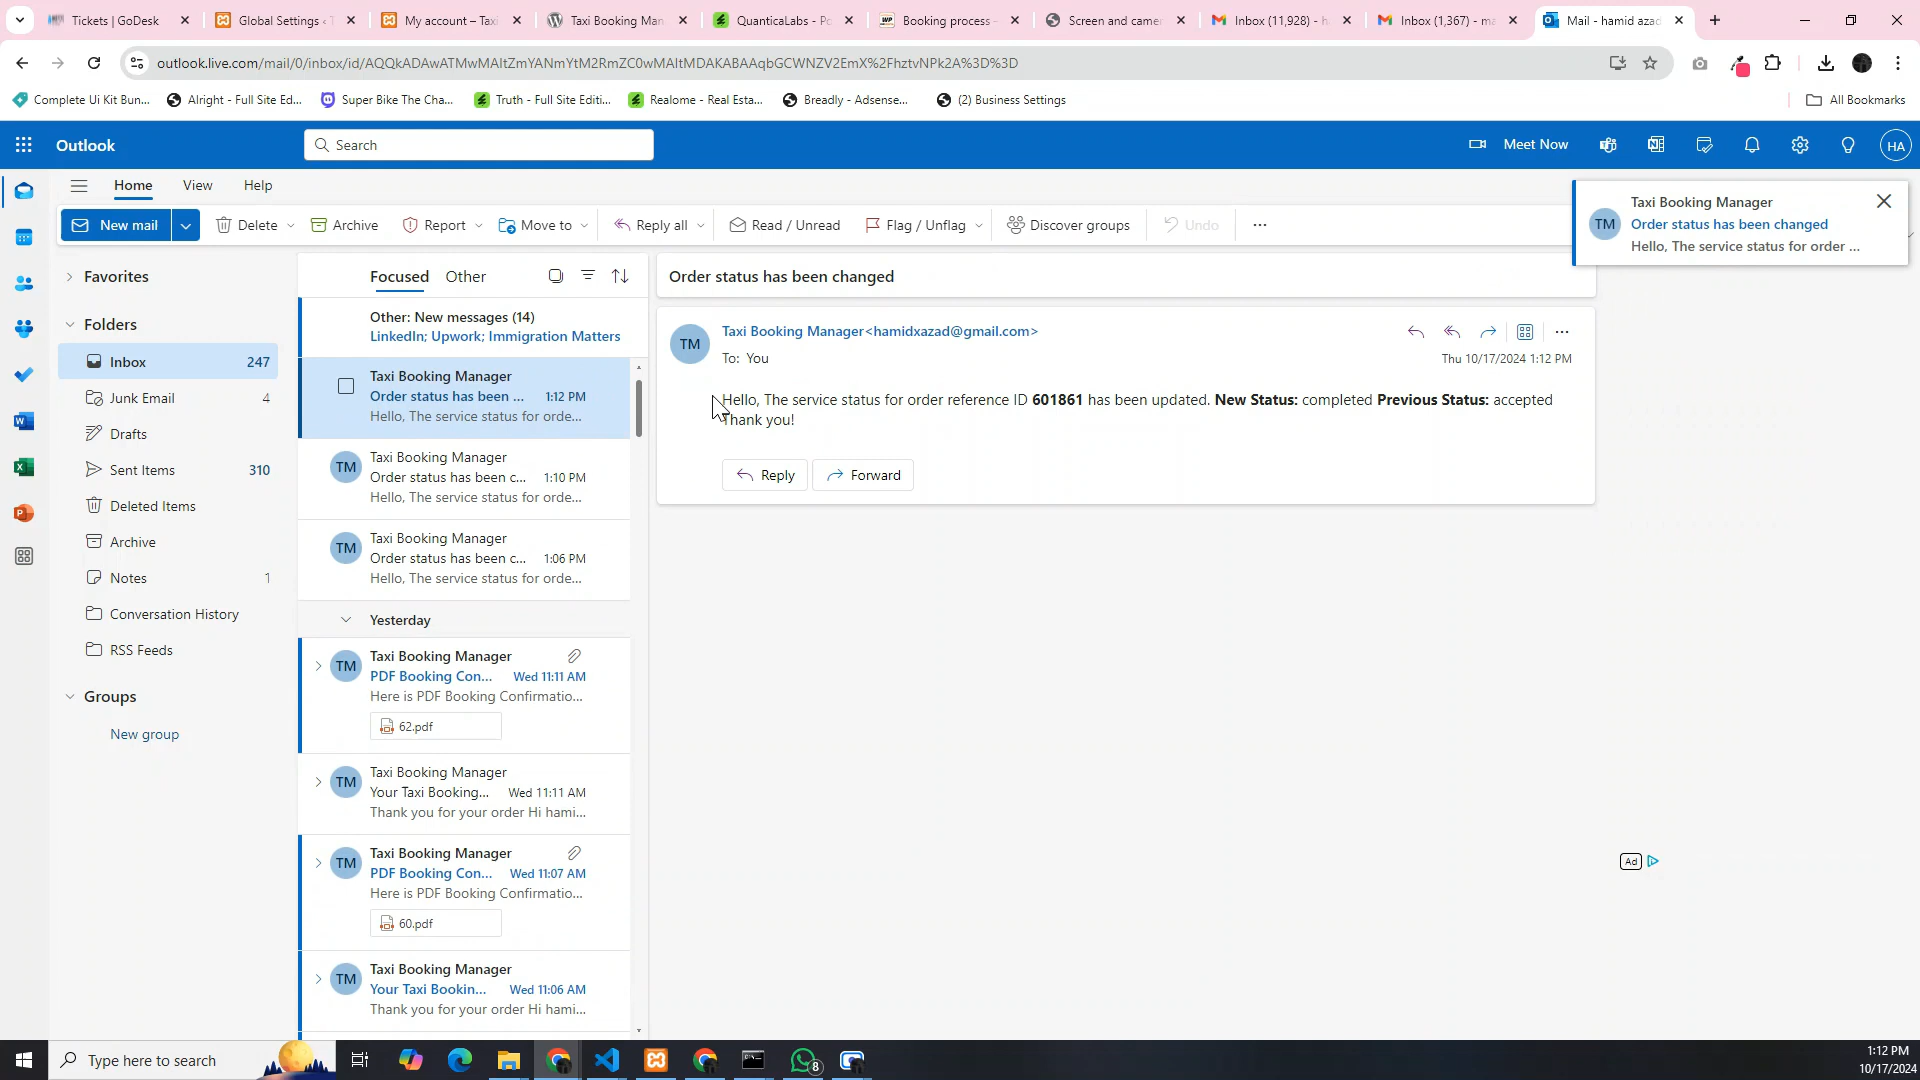 Tickets | GoDesk
Global Settings ‹ T
My account – Taxi
Taxi Booking Man
QuanticaLabs - Po
Booking process -
Screen and came
Inbox (11,928) - h
Inbox (1,367) - m
Mail - hamid azad
outlook.live.com/mail/0/inbox/id/AQQkADAwATMwMAItZmYANmYtM2RmZC0wMAItMDAKABAAqbGCWNZV2EmX%2FhztvNPk2A%3D%3D
Complete Ui Kit Bun...
Alright - Full Site Ed...
Super Bike The Cha...
Truth - Full Site Editi...
Realome - Real Esta...
Breadly - Adsense...
(2) Business Settings
All Bookmarks
Outlook
Search
Meet Now
HA
Home
View
Help
New mail
Delete
Archive
Report
Move to
Reply all
Read / Unread
Flag / Unflag
Discover groups
Undo
TM
Taxi Booking Manager
Order status has been changed
Hello, The service status for order ...
Favorites
Folders
Inbox 247
Junk Email 4
Drafts
Sent Items 310
Deleted Items
Archive
Notes 1
Conversation History
RSS Feeds
Groups
New group
Focused
Other
Other: New messages (14)
LinkedIn; Upwork; Immigration Matters
Taxi Booking Manager
Order status has been ... 1:12 PM
Hello, The service status for orde...
TM
Taxi Booking Manager
Order status has been c... 1:10 PM
Hello, The service status for orde...
TM
Taxi Booking Manager
Order status has been c... 1:06 PM
Hello, The service status for orde...
Yesterday
TM
Taxi Booking Manager
PDF Booking Con... Wed 11:11 AM
Here is PDF Booking Confirmatio...
62.pdf
TM
Taxi Booking Manager
Your Taxi Booking... Wed 11:11 AM
Thank you for your order Hi hami...
TM
Taxi Booking Manager
PDF Booking Con... Wed 11:07 AM
Here is PDF Booking Confirmatio...
60.pdf
TM
Taxi Booking Manager
Your Taxi Bookin... Wed 11:06 AM
Thank you for your order Hi hami...
Order status has been changed
TM
Taxi Booking Manager<hamidxazad@gmail.com>
To: You
Thu 10/17/2024 1:12 PM
Hello, The service status for order reference ID 601861 has been updated. New Status: completed Previous Status: accepted
Thank you!
Reply
Forward
Ad
Type here to search
8
1:12 PM
10/17/2024